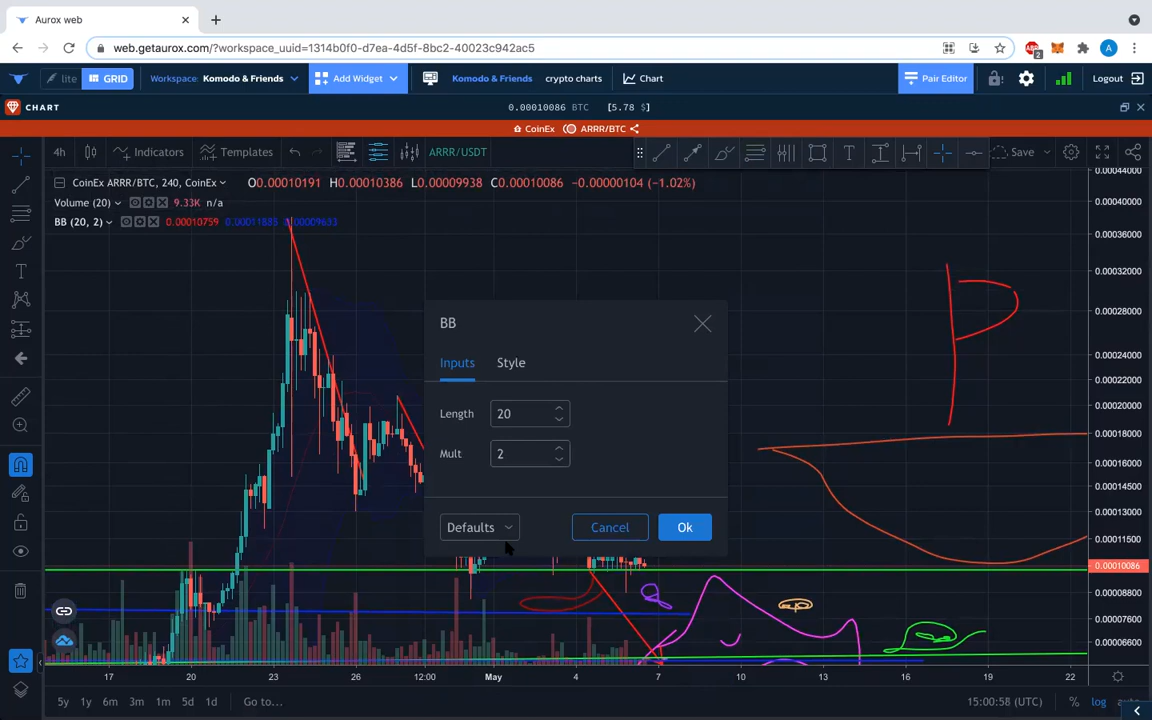 Aurox web
web.getaurox.com/?workspace_uuid=1314b0f0-d7ea-4d5f-8bc2-40023c942ac5
2
A
lite
GRID
Workspace: Komodo & Friends
Add Widget
Komodo & Friends
crypto charts
Chart
Pair Editor
Logout
CHART
0.00010086 BTC [5.78 $]
CoinEx ARRR/BTC
4h
Indicators
Templates
ARRR/USDT
Save
CoinEx ARRR/BTC, 240, CoinEx
O0.00010191 H0.00010386 L0.00009938 C0.00010086 −0.00000104 (−1.02%)
Volume (20) 9.33K n/a
BB (20, 2) 0.00010759 0.00011885 0.00009633
P
BB
Inputs
Style
Length 20
Mult 2
Defaults
Cancel
Ok
0.00044000
0.00040000
0.00036000
0.00032000
0.00028000
0.00024000
0.00022000
0.00020000
0.00018000
0.00016000
0.00014500
0.00013000
0.00011500
0.00010086
0.00008800
0.00007600
0.00006600
17 20 23 26 12:00 May 4 7 10 13 16 19 22
5y 1y 6m 3m 1m 5d 1d Go to...
15:00:58 (UTC) % log